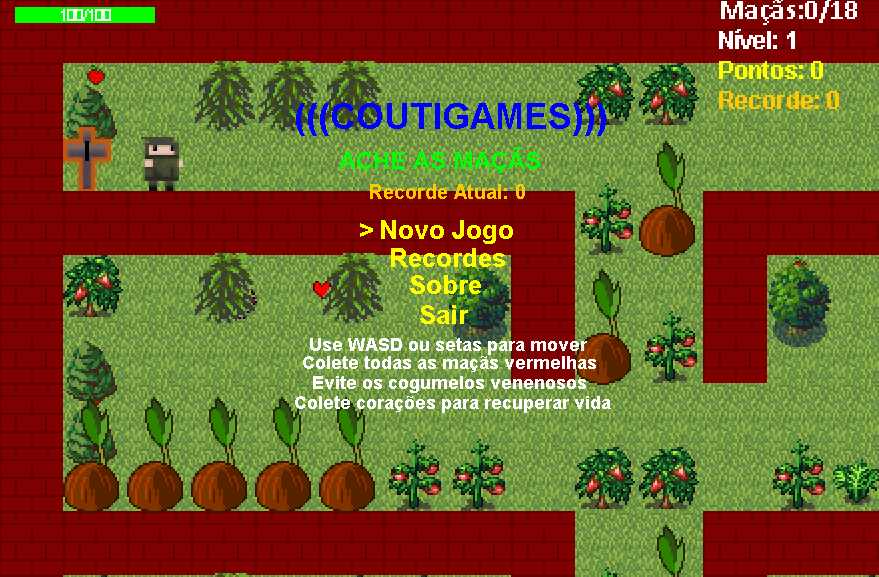 100/100
Maçãs:0/18
Nível: 1
Pontos: 0
Recorde: 0
(((COUTIGAMES)))
ACHE AS MAÇÃS
Recorde Atual: 0
> Novo Jogo
Recordes
Sobre
Sair
Use WASD ou setas para mover
Colete todas as maçãs vermelhas
Evite os cogumelos venenosos
Colete corações para recuperar vida